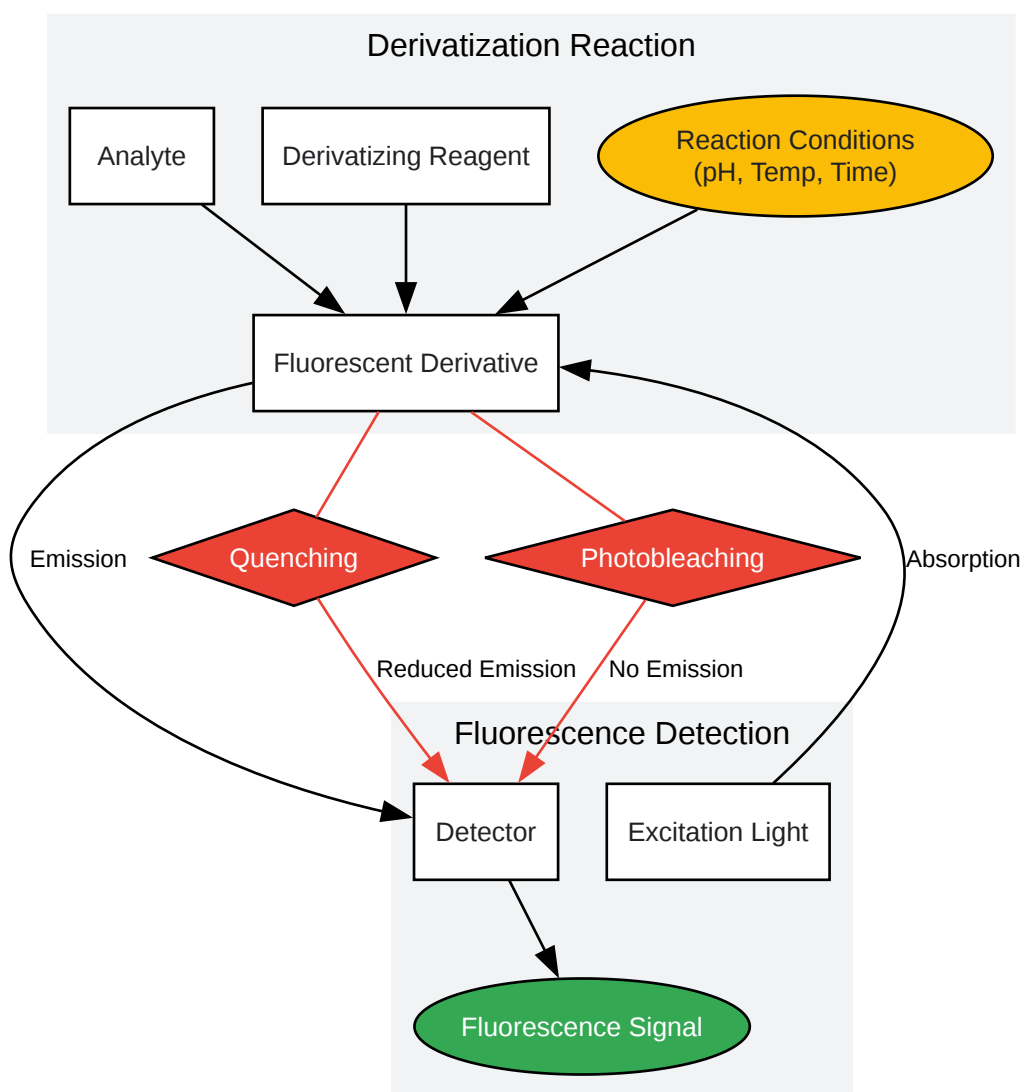 Derivatization Reaction
Analyte
Derivatizing Reagent
Reaction Conditions
(pH, Temp, Time)
Fluorescent Derivative
Emission
Quenching
Photobleaching
Absorption
Reduced Emission
No Emission
Fluorescence Detection
Detector
Excitation Light
Fluorescence Signal